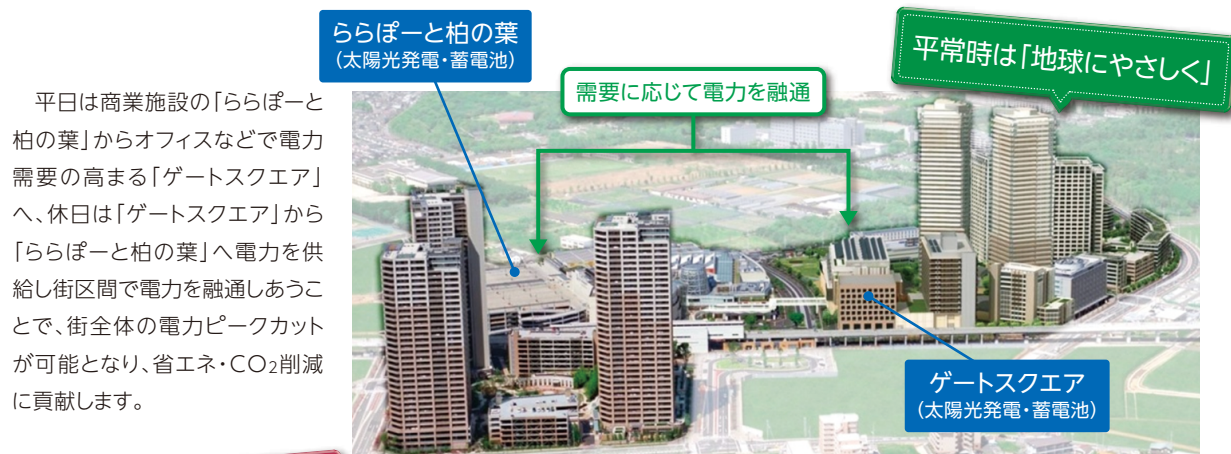 ららぽーと柏の葉
(太陽光発電・蓄電池)
平常時は「地球にやさしく」
需要に応じて電力を融通
　平日は商業施設の「ららぽーと
柏の葉」からオフィスなどで電力
需要の高まる「ゲートスクエア」
へ、休日は「ゲートスクエア」から
「ららぽーと柏の葉」へ電力を供
給し街区間で電力を融通しあうこ
とで、街全体の電力ピークカット
が可能となり、省エネ・CO₂削減
に貢献します。
ゲートスクエア
(太陽光発電・蓄電池)